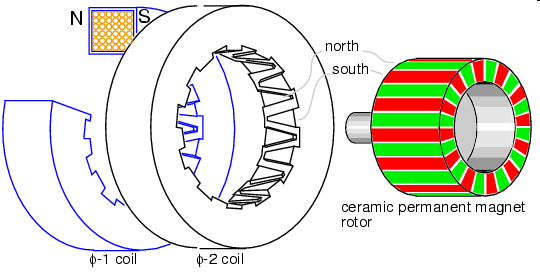 N S
north
south
ceramic permanent magnet
rotor
ϕ-1 coil ϕ-2 coil